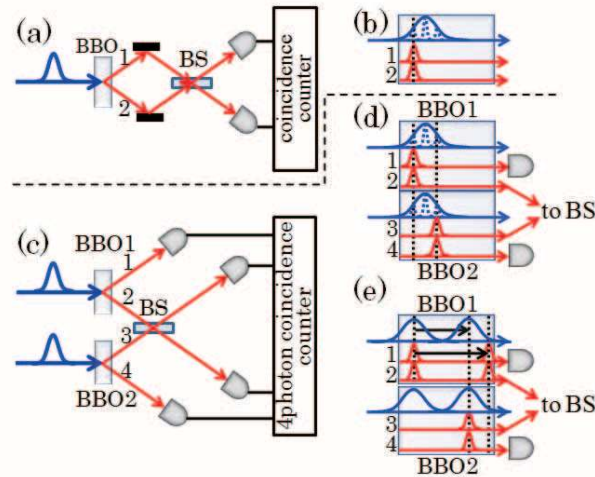 (a)
BBO
1
2
BS
coincidence
counter
(b)
1
2
(c)
BBO1
1
2
BS
3
4
BBO2
4photon coincidence
counter
(d)
BBO1
1
2
3
4
to BS
BBO2
(e)
BBO1
1
2
3
4
to BS
BBO2